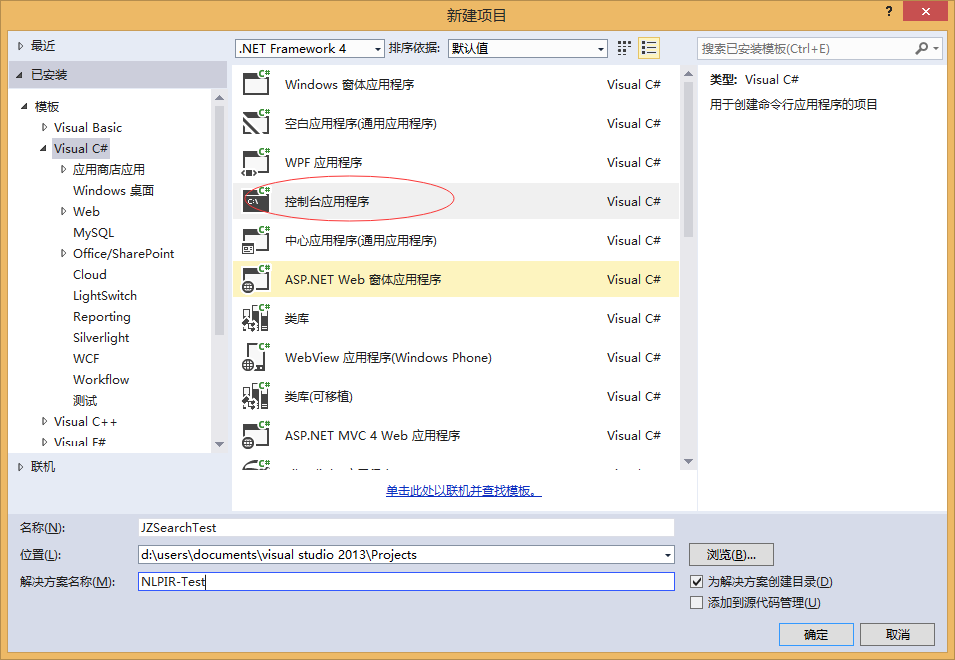 新建项目
?
最近
已安装
模板
Visual Basic
Visual C#
应用商店应用
Windows 桌面
Web
MySQL
Office/SharePoint
Cloud
LightSwitch
Reporting
Silverlight
WCF
Workflow
测试
Visual C++
Visual F#
联机
.NET Framework 4 排序依据: 默认值
Windows 窗体应用程序 Visual C#
空白应用程序(通用应用程序) Visual C#
WPF 应用程序 Visual C#
控制台应用程序 Visual C#
中心应用程序(通用应用程序) Visual C#
ASP.NET Web 窗体应用程序 Visual C#
类库 Visual C#
WebView 应用程序(Windows Phone) Visual C#
类库(可移植) Visual C#
ASP.NET MVC 4 Web 应用程序 Visual C#
单击此处以联机并查找模板。
搜索已安装模板(Ctrl+E)
类型: Visual C#
用于创建命令行应用程序的项目
名称(N): JZSearchTest
位置(L): d:\users\documents\visual studio 2013\Projects 浏览(B)...
解决方案名称(M): NLPIR-Test
为解决方案创建目录(D)
添加到源代码管理(U)
确定 取消